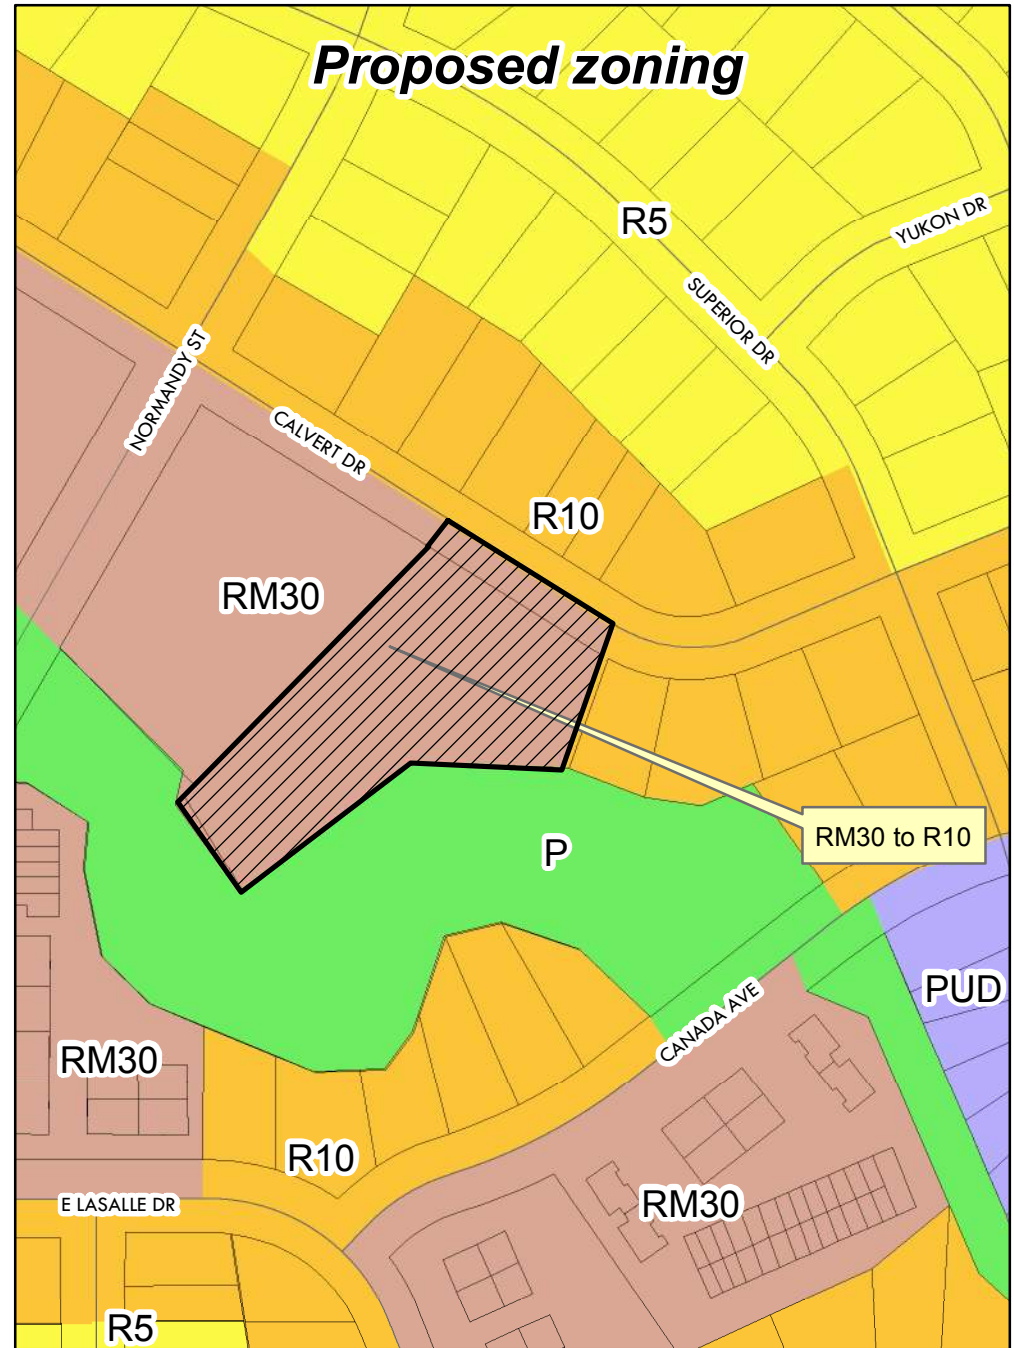 Proposed zoning
R5
YUKON DR
SUPERIOR DR
NORMANDY ST
CALVERT DR
R10
RM30
RM30 to R10
P
PUD
CANADA AVE
RM30
R10
RM30
E LASALLE DR
R5